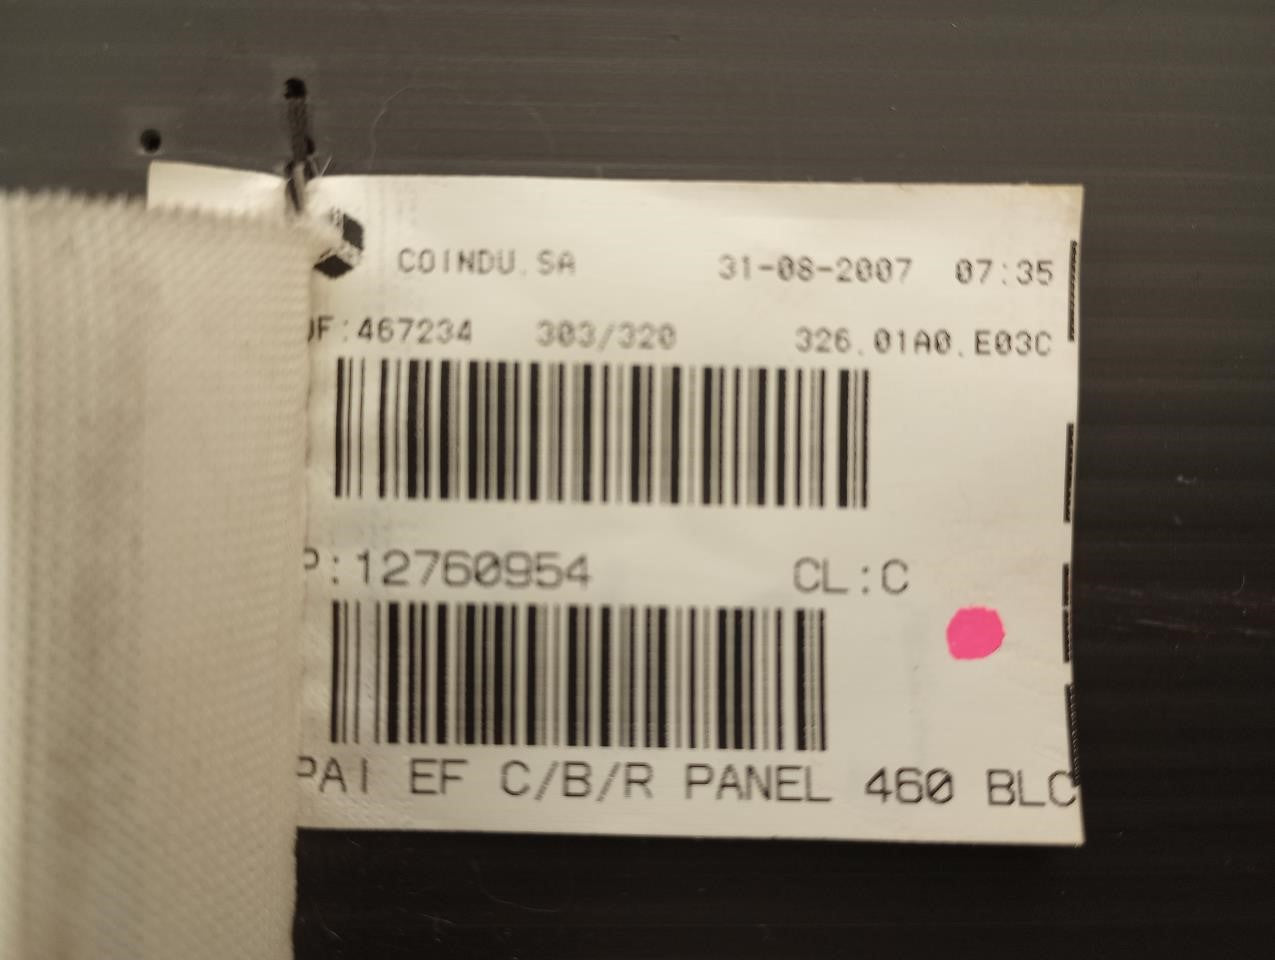 COINDU.SA 31-08-2007 07:35
OF:467234 303/320 326.01A0.E03C
P:12760954 CL:C
PAI EF C/B/R PANEL 460 BLC